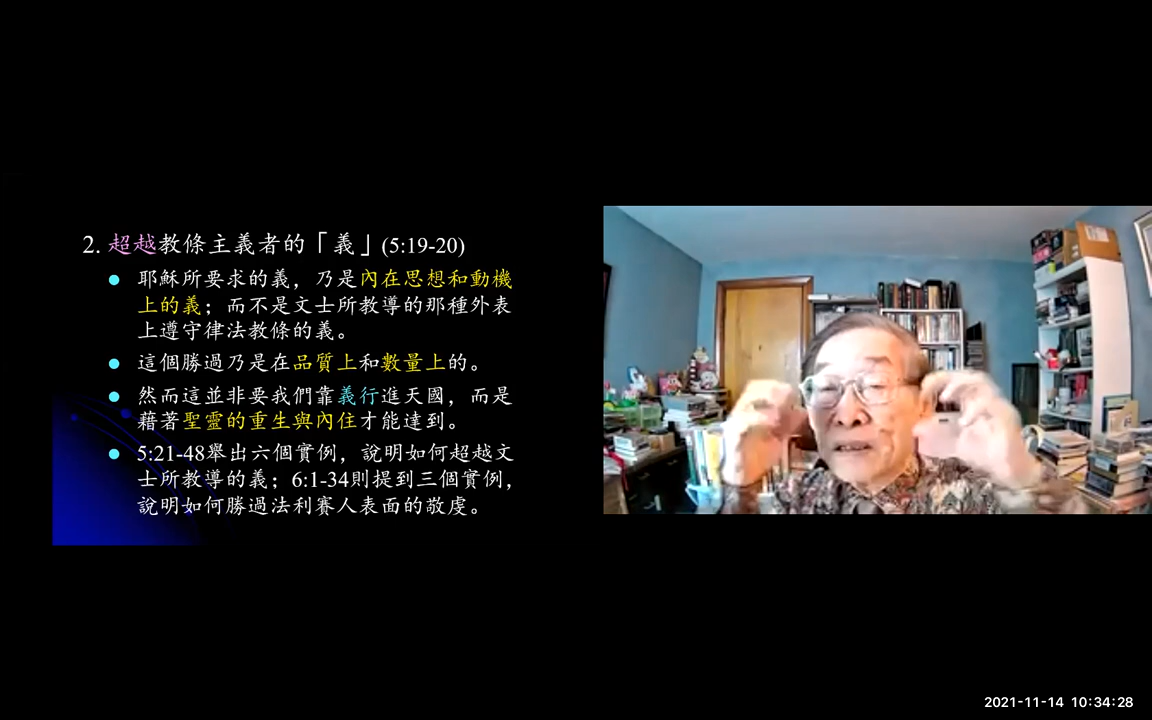 2. 超越教條主義者的「義」(5:19-20)
耶穌所要求的義，乃是內在思想和動機
上的義；而不是文士所教導的那種外表
上遵守律法教條的義。
這個勝過乃是在品質上和數量上的。
然而這並非要我們靠義行進天國，而是
藉著聖靈的重生與內住才能達到。
5:21-48舉出六個實例，說明如何超越文
士所教導的義；6:1-34則提到三個實例，
說明如何勝過法利賽人表面的敬虔。
2021-11-14 10:34:28